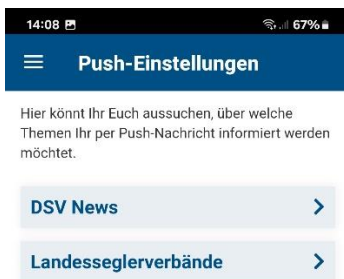 14:08 67%
Push-Einstellungen
Hier könnt Ihr Euch aussuchen, über welche
Themen Ihr per Push-Nachricht informiert werden
möchtet.
DSV News
Landesseglerverbände